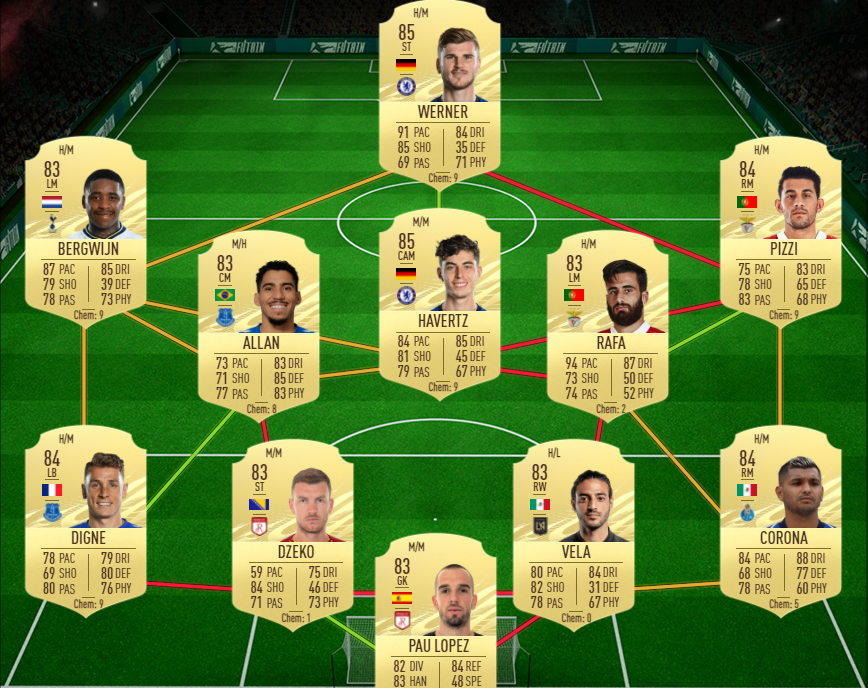 FUTBIN FUTBIN FUTBIN FUTBIN
H/M
85
ST
WERNER
91 PAC 84 DRI
85 SHO 35 DEF
69 PAS 71 PHY
Chem: 9
H/M
83
LM
BERGWIJN
87 PAC 85 DRI
79 SHO 39 DEF
78 PAS 73 PHY
Chem: 9
M/H
83
CM
ALLAN
73 PAC 83 DRI
71 SHO 85 DEF
77 PAS 83 PHY
Chem: 8
M/M
85
CAM
HAVERTZ
84 PAC 85 DRI
81 SHO 45 DEF
79 PAS 67 PHY
Chem: 9
H/M
83
LM
RAFA
94 PAC 87 DRI
73 SHO 50 DEF
74 PAS 52 PHY
Chem: 2
H/M
84
RM
PIZZI
75 PAC 83 DRI
78 SHO 65 DEF
83 PAS 68 PHY
Chem: 9
H/M
84
LB
DIGNE
78 PAC 79 DRI
69 SHO 80 DEF
80 PAS 76 PHY
Chem: 9
M/M
83
ST
DZEKO
59 PAC 75 DRI
84 SHO 46 DEF
71 PAS 73 PHY
Chem: 1
M/M
83
GK
PAU LOPEZ
82 DIV 84 REF
83 HAN 48 SPE
H/L
83
RW
VELA
80 PAC 84 DRI
82 SHO 31 DEF
78 PAS 67 PHY
Chem: 0
H/M
84
RM
CORONA
84 PAC 88 DRI
68 SHO 77 DEF
78 PAS 60 PHY
Chem: 5